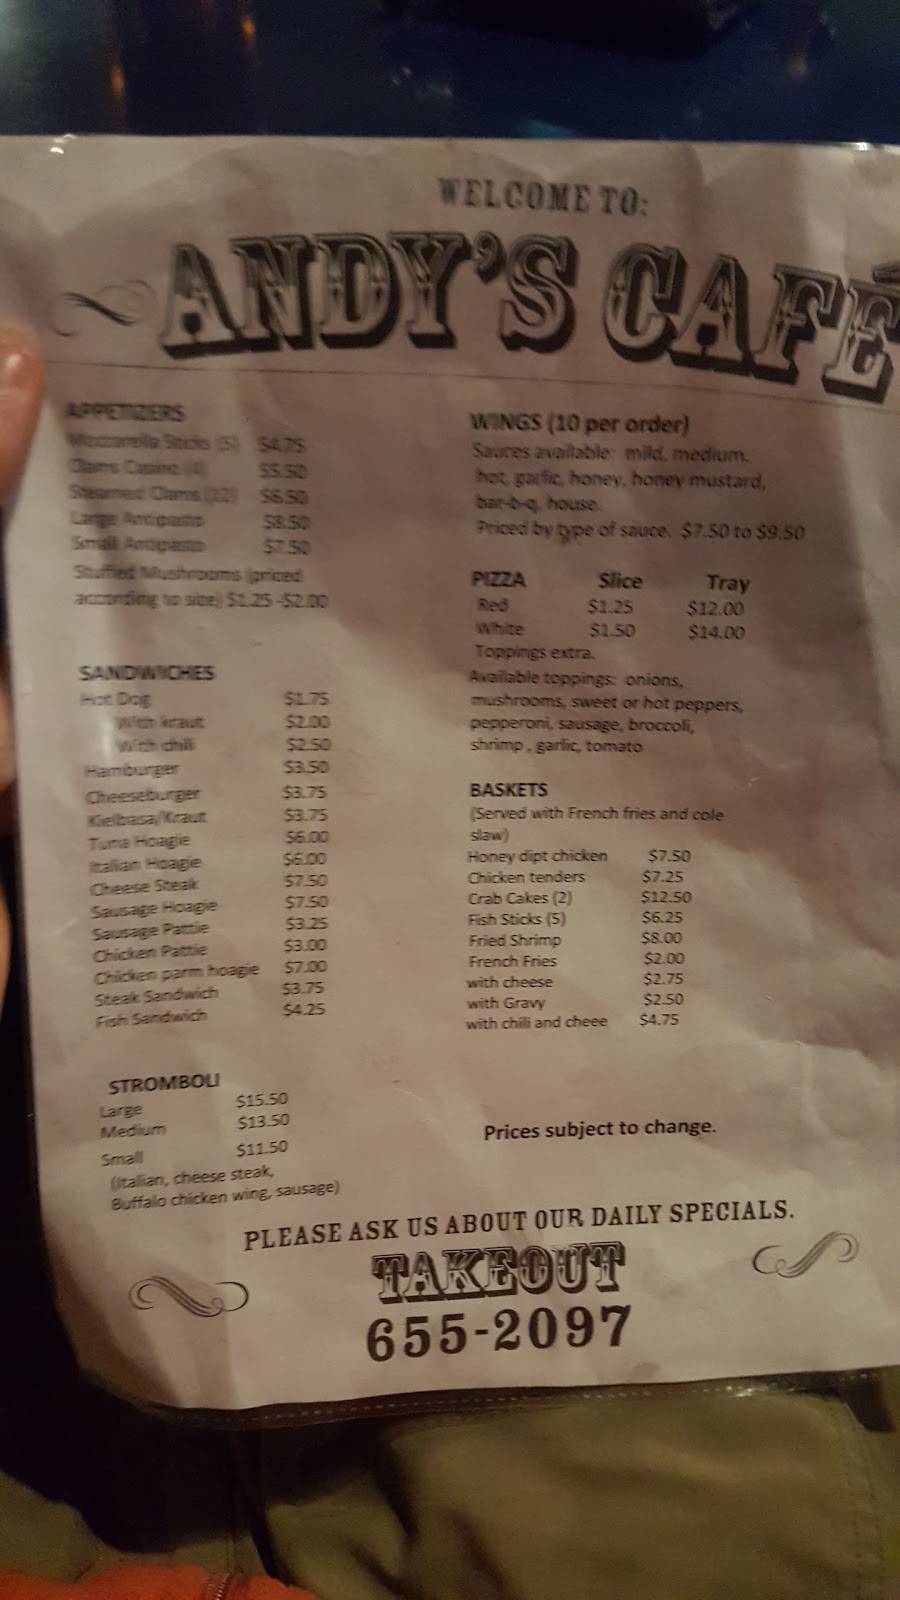 WELCOME TO:
ANDY'S CAFÉ
APPETIZERS
Mozzarella Sticks (5) $4.75
Clams Casino (4) $5.50
Steamed Clams (12) $6.50
Large Antipasto $8.50
Small Antipasto $7.50
Stuffed Mushrooms (priced
according to size) $1.25 -$2.00
SANDWICHES
Hot Dog $1.75
With kraut $2.00
With chili $2.50
Hamburger $3.50
Cheeseburger $3.75
Kielbasa/Kraut $3.75
Tuna Hoagie $6.00
Italian Hoagie $6.00
Cheese Steak $7.50
Sausage Hoagie $7.50
Sausage Pattie $3.25
Chicken Pattie $3.00
Chicken parm hoagie $7.00
Steak Sandwich $3.75
Fish Sandwich $4.25
STROMBOLI
Large $15.50
Medium $13.50
Small $11.50
(Italian, cheese steak,
Buffalo chicken wing, sausage)
WINGS (10 per order)
Sauces available: mild, medium.
hot, garlic, honey, honey mustard,
bar-b-q, house.
Priced by type of sauce. $7.50 to $9.50
PIZZA Slice Tray
Red $1.25 $12.00
White $1.50 $14.00
Toppings extra.
Available toppings: onions,
mushrooms, sweet or hot peppers,
pepperoni, sausage, broccoli,
shrimp , garlic, tomato
BASKETS
(Served with French fries and cole
slaw)
Honey dipt chicken $7.50
Chicken tenders $7.25
Crab Cakes (2) $12.50
Fish Sticks (5) $6.25
Fried Shrimp $8.00
French Fries $2.00
with cheese $2.75
with Gravy $2.50
with chili and cheee $4.75
Prices subject to change.
PLEASE ASK US ABOUT OUR DAILY SPECIALS.
TAKEOUT
655-2097